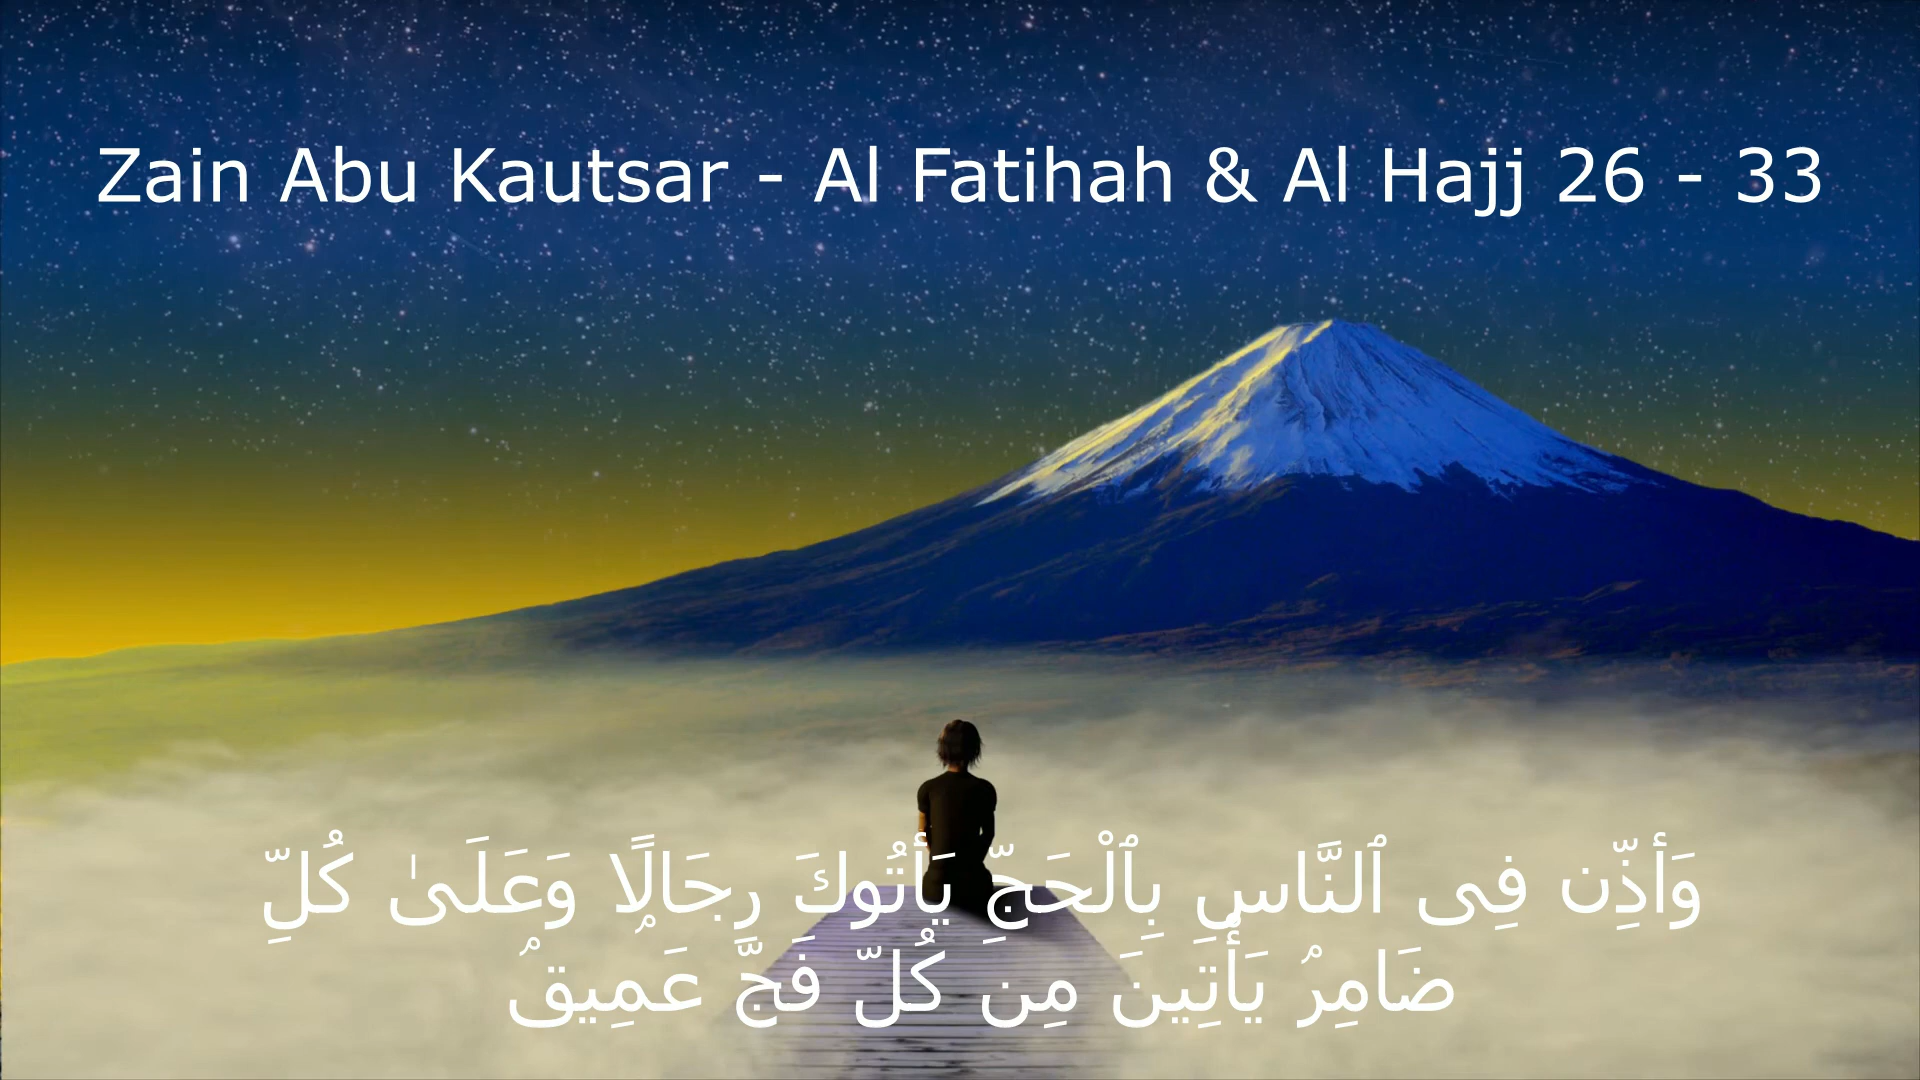 Zain Abu Kautsar - Al Fatihah & Al Hajj 26 - 33
وَأَذِّن فِى ٱلنَّاسِ بِٱلْحَجِّ يَأْتُوكَ رِجَالًۭا وَعَلَىٰ كُلِّ
ضَامِرٍۢ يَأْتِينَ مِن كُلِّ فَجٍّ عَمِيقٍۢ